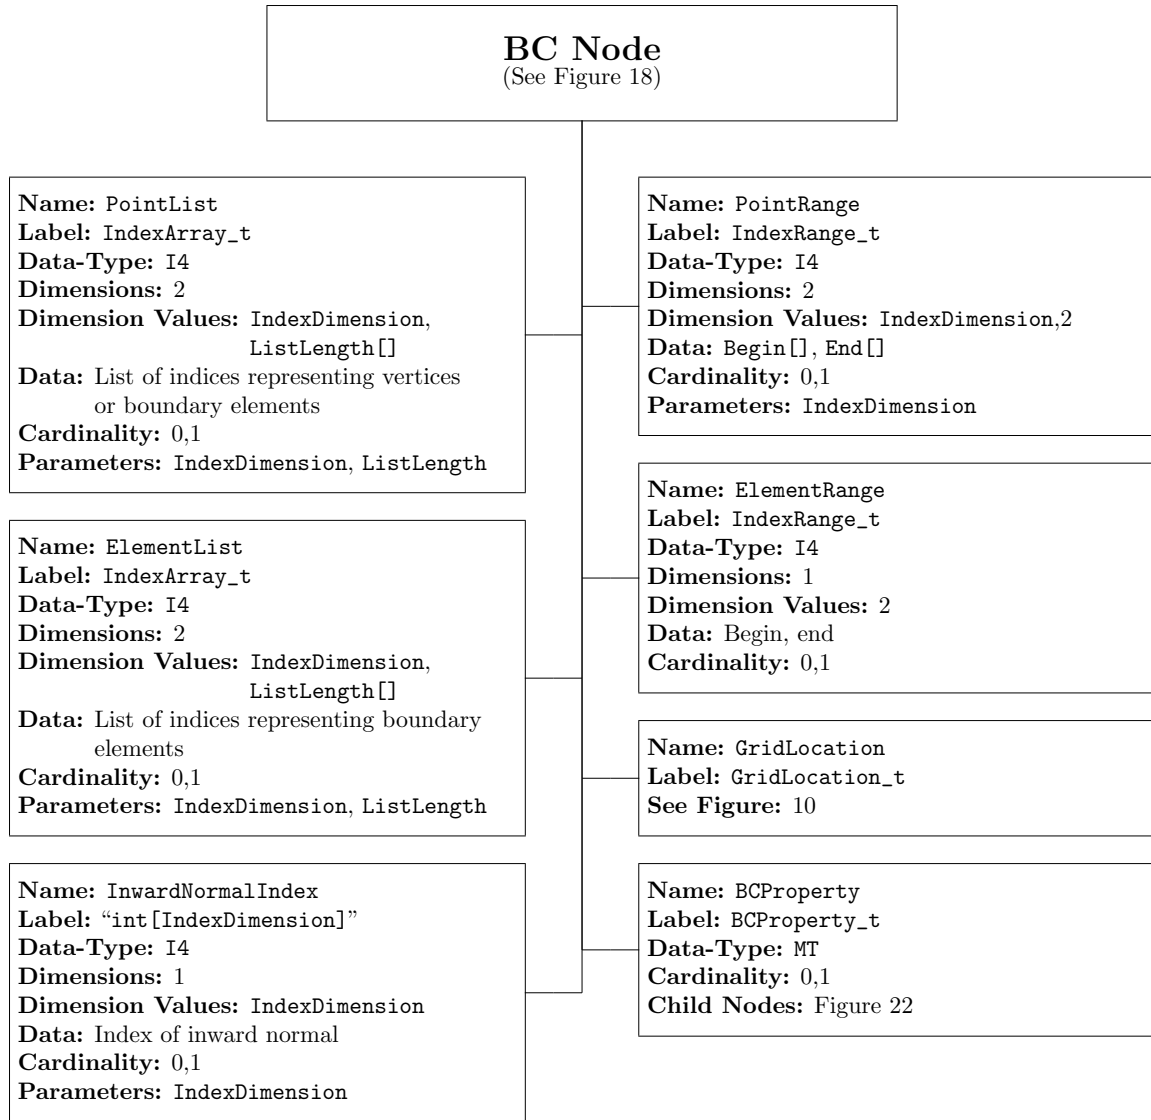 BC Node
(See Figure 18)
Name: PointList
Label: IndexArray_t
Data-Type: I4
Dimensions: 2
Dimension Values: IndexDimension,
ListLength[]
Data: List of indices representing vertices
or boundary elements
Cardinality: 0,1
Parameters: IndexDimension, ListLength
Name: ElementList
Label: IndexArray_t
Data-Type: I4
Dimensions: 2
Dimension Values: IndexDimension,
ListLength[]
Data: List of indices representing boundary
elements
Cardinality: 0,1
Parameters: IndexDimension, ListLength
Name: InwardNormalIndex
Label: “int[IndexDimension]”
Data-Type: I4
Dimensions: 1
Dimension Values: IndexDimension
Data: Index of inward normal
Cardinality: 0,1
Parameters: IndexDimension
Name: PointRange
Label: IndexRange_t
Data-Type: I4
Dimensions: 2
Dimension Values: IndexDimension,2
Data: Begin[], End[]
Cardinality: 0,1
Parameters: IndexDimension
Name: ElementRange
Label: IndexRange_t
Data-Type: I4
Dimensions: 1
Dimension Values: 2
Data: Begin, end
Cardinality: 0,1
Name: GridLocation
Label: GridLocation_t
See Figure: 10
Name: BCProperty
Label: BCProperty_t
Data-Type: MT
Cardinality: 0,1
Child Nodes: Figure 22